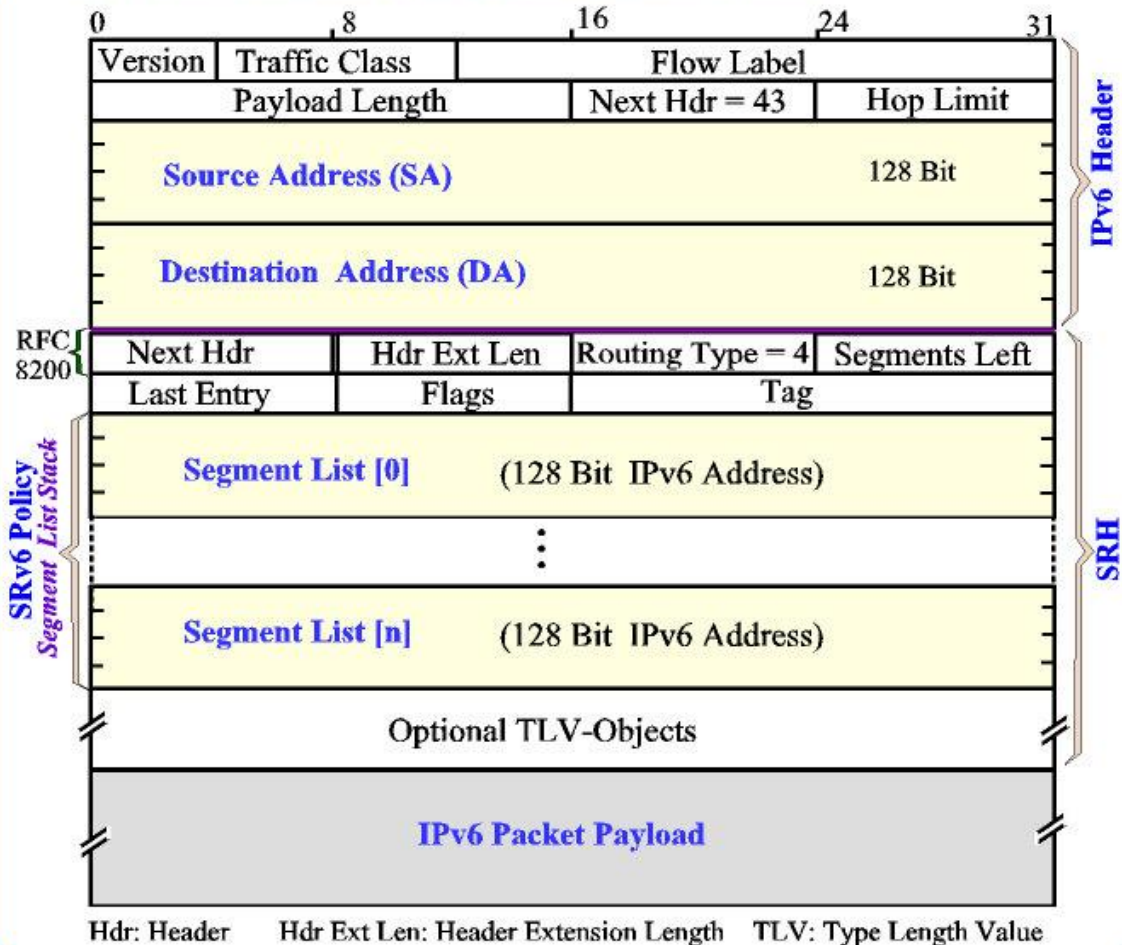 0 8 16 24 31
Version Traffic Class Flow Label
Payload Length Next Hdr = 43 Hop Limit
Source Address (SA) 128 Bit
Destination Address (DA) 128 Bit
IPv6 Header
RFC
8200
Next Hdr Hdr Ext Len Routing Type = 4 Segments Left
Last Entry Flags Tag
SRv6 Policy
Segment List Stack
Segment List [0] (128 Bit IPv6 Address)
Segment List [n] (128 Bit IPv6 Address)
SRH
Optional TLV-Objects
IPv6 Packet Payload
Hdr: Header Hdr Ext Len: Header Extension Length TLV: Type Length Value